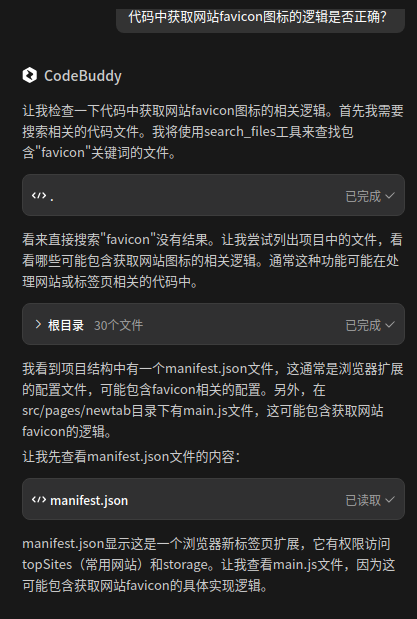 代码中获取网站favicon图标的逻辑是否正确？
CodeBuddy
让我检查一下代码中获取网站favicon图标的相关逻辑。首先我需要
搜索相关的代码文件。我将使用search_files工具来查找包
含"favicon"关键词的文件。
</> .
已完成
看来直接搜索"favicon"没有结果。让我尝试列出项目中的文件，看
看哪些可能包含获取网站图标的相关逻辑。通常这种功能可能在处
理网站或标签页相关的代码中。
根目录 30个文件
已完成
我看到项目结构中有一个manifest.json文件，这通常是浏览器扩展
的配置文件，可能包含favicon相关的配置。另外，在
src/pages/newtab目录下有main.js文件，这可能包含获取网站
favicon的逻辑。
让我先查看manifest.json文件的内容：
</> manifest.json
已读取
manifest.json显示这是一个浏览器新标签页扩展，它有权限访问
topSites（常用网站）和storage。让我查看main.js文件，因为这
可能包含获取网站favicon的具体实现逻辑。